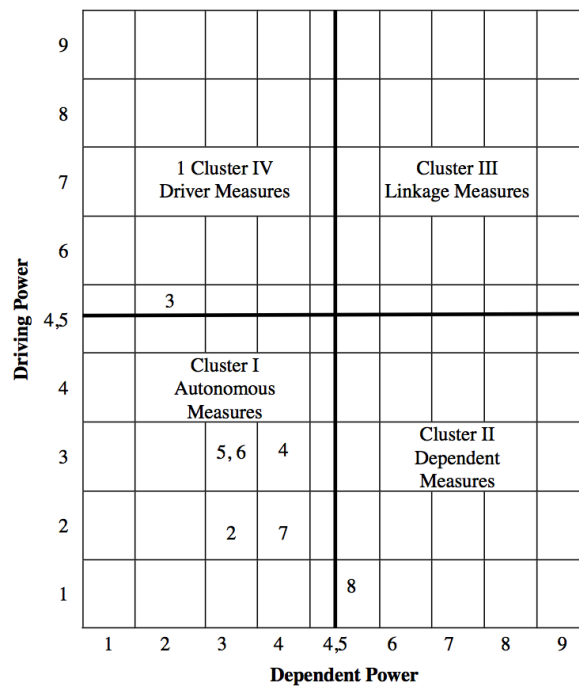 9
8
1 Cluster IV
Driver Measures
Cluster III
Linkage Measures
7
6
3
4,5
Driving Power
Cluster I
Autonomous
Measures
4
Cluster II
Dependent
Measures
3
5, 6
4
2
2
7
1
8
1 2 3 4 4,5 6 7 8 9
Dependent Power